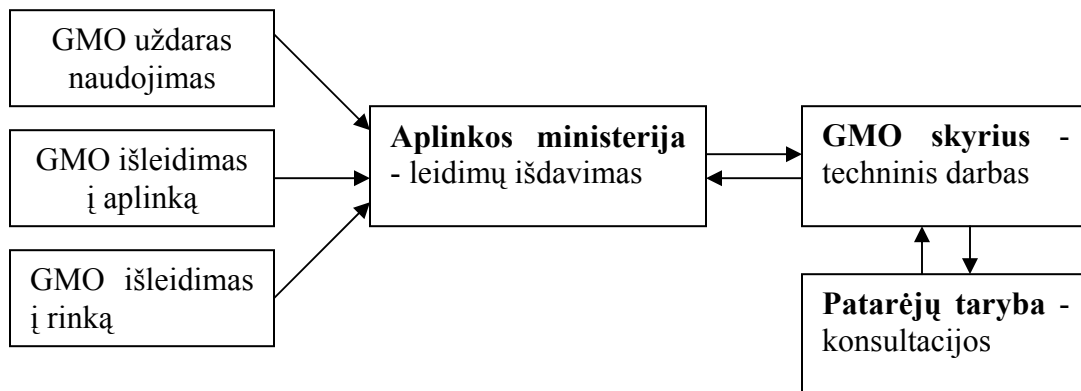 GMO uždaras
naudojimas
GMO išleidimas
į aplinką
GMO išleidimas
į rinką
Aplinkos ministerija
- leidimų išdavimas
GMO skyrius -
techninis darbas
Patarėjų taryba -
konsultacijos